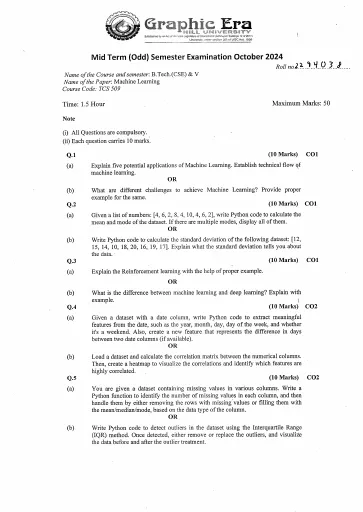 Graphic Era
HILL UNIVERSITY
Mid Term (Odd) Semester Examination October 2024
Roll no
Name of the Course and semester: B.Tech.(CSE) & V
Name of the Paper: Machine Learning
Course Code: TCS 509
Time: 1.5 Hour Maximum Marks: 50
Note
(i) All Questions are compulsory.
(ii) Each question carries 10 marks.
Q.1 (10 Marks) CO1
(a) Explain five potential applications of Machine Learning. Establish technical flow of
machine learning.
OR
(b) What are different challenges to achieve Machine Learning? Provide proper
example for the same.
Q.2 (10 Marks) CO1
(a) Given a list of numbers: [4, 6, 2, 8, 4, 10, 4, 6, 2], write Python code to calculate the
mean and mode of the dataset. If there are multiple modes, display all of them.
OR
(b) Write Python code to calculate the standard deviation of the following dataset: [12,
15, 14, 10, 18, 20, 16, 19, 17]. Explain what the standard deviation tells you about
the data.
Q.3 (10 Marks) CO1
(a) Explain the Reinforcement learning with the help of proper example.
OR
(b) What is the difference between machine learning and deep learning? Explain with
example.
Q.4 (10 Marks) CO2
(a) Given a dataset with a date column, write Python code to extract meaningful
features from the date, such as the year, month, day, day of the week, and whether
it's a weekend. Also, create a new feature that represents the difference in days
between two date columns (if available).
OR
(b) Load a dataset and calculate the correlation matrix between the numerical columns.
Then, create a heatmap to visualize the correlations and identify which features are
highly correlated.
Q.5 (10 Marks) CO2
(a) You are given a dataset containing missing values in various columns. Write a
Python function to identify the number of missing values in each column, and then
handle them by either removing the rows with missing values or filling them with
the mean/median/mode, based on the data type of the column.
OR
(b) Write Python code to detect outliers in the dataset using the Interquartile Range
(IQR) method. Once detected, either remove or replace the outliers, and visualize
the data before and after the outlier treatment.